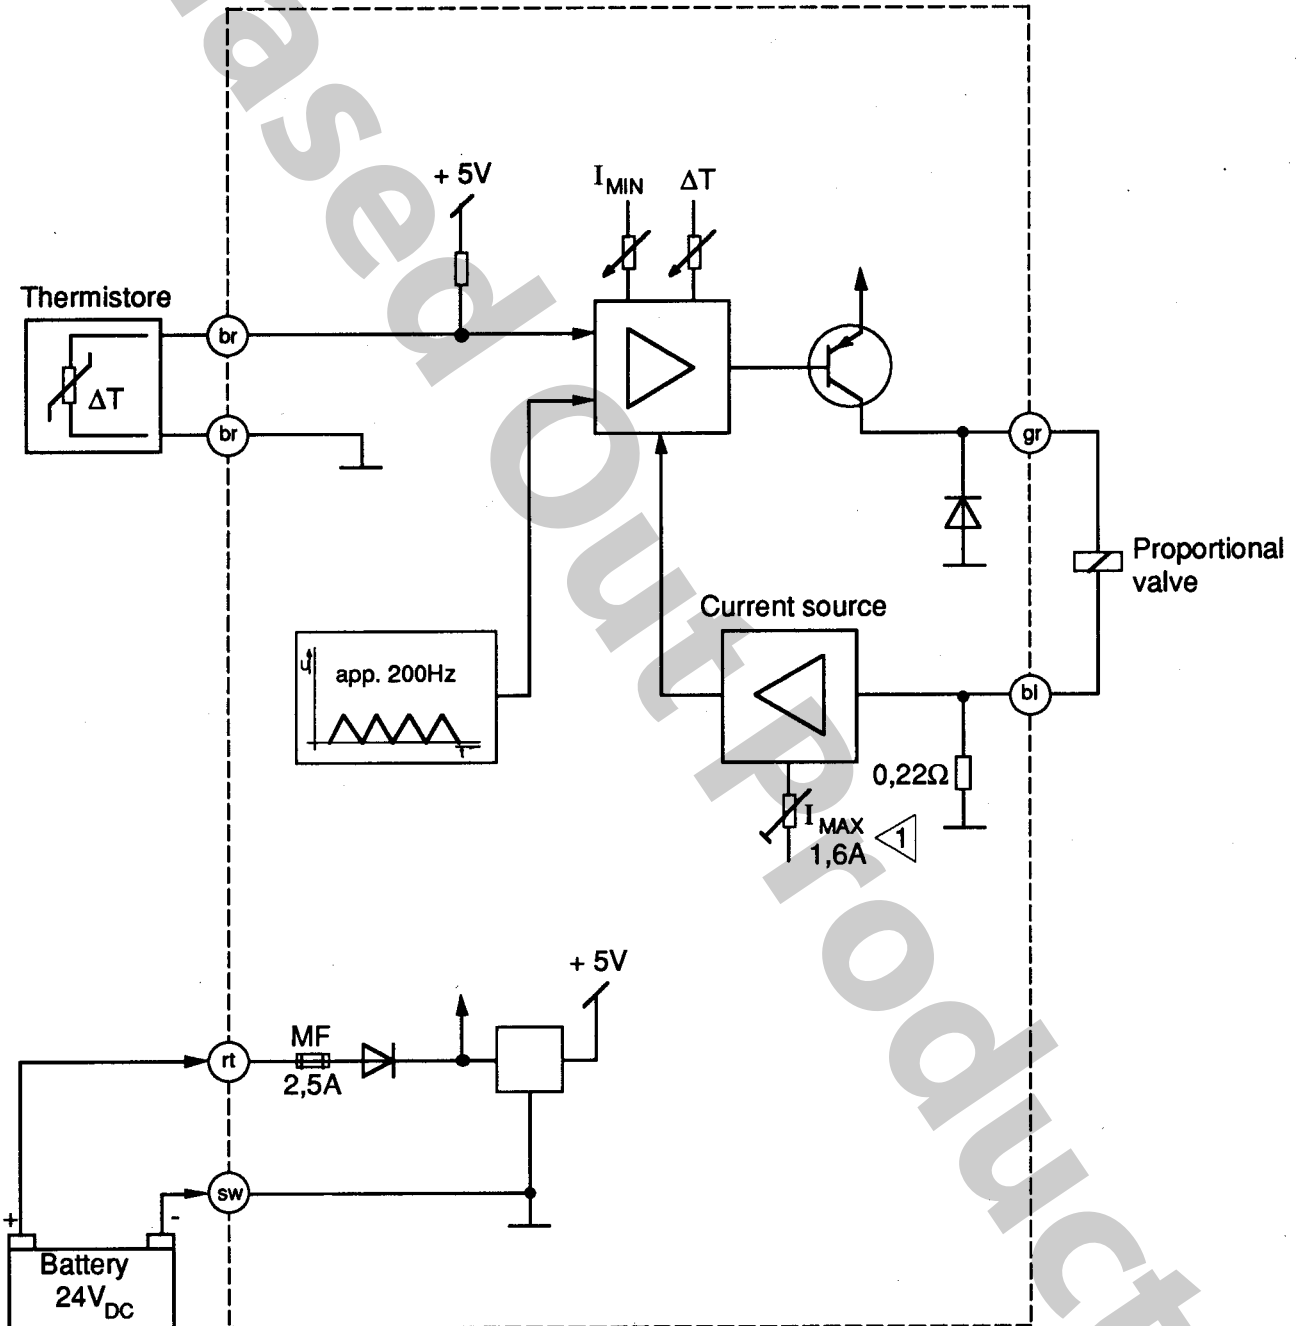 ased Out Product
+ 5V
I MIN
ΔT
Thermistore
br
ΔT
br
gr
Proportional
valve
Current source
U
app. 200Hz
T
bl
0,22Ω
I MAX
1,6A
1
+ 5V
MF
rt
2,5A
sw
+
-
Battery
24V DC